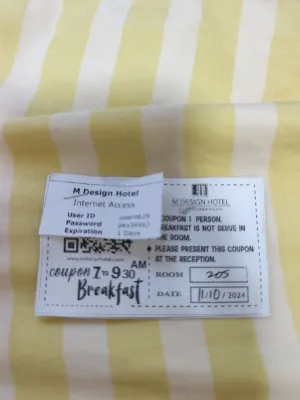 M Design Hotel
Internet Access
User ID
Password
Expiration 1 Days
M DESIGN HOTEL
COUPON 1 PERSON.
BREAKFAST IS NOT SERVE IN
THE ROOM.
PLEASE PRESENT THIS COUPON
AT THE RECEPTION.
coupon 7 TO 9.30 AM
Breakfast
ROOM 205
DATE 11/10/2024